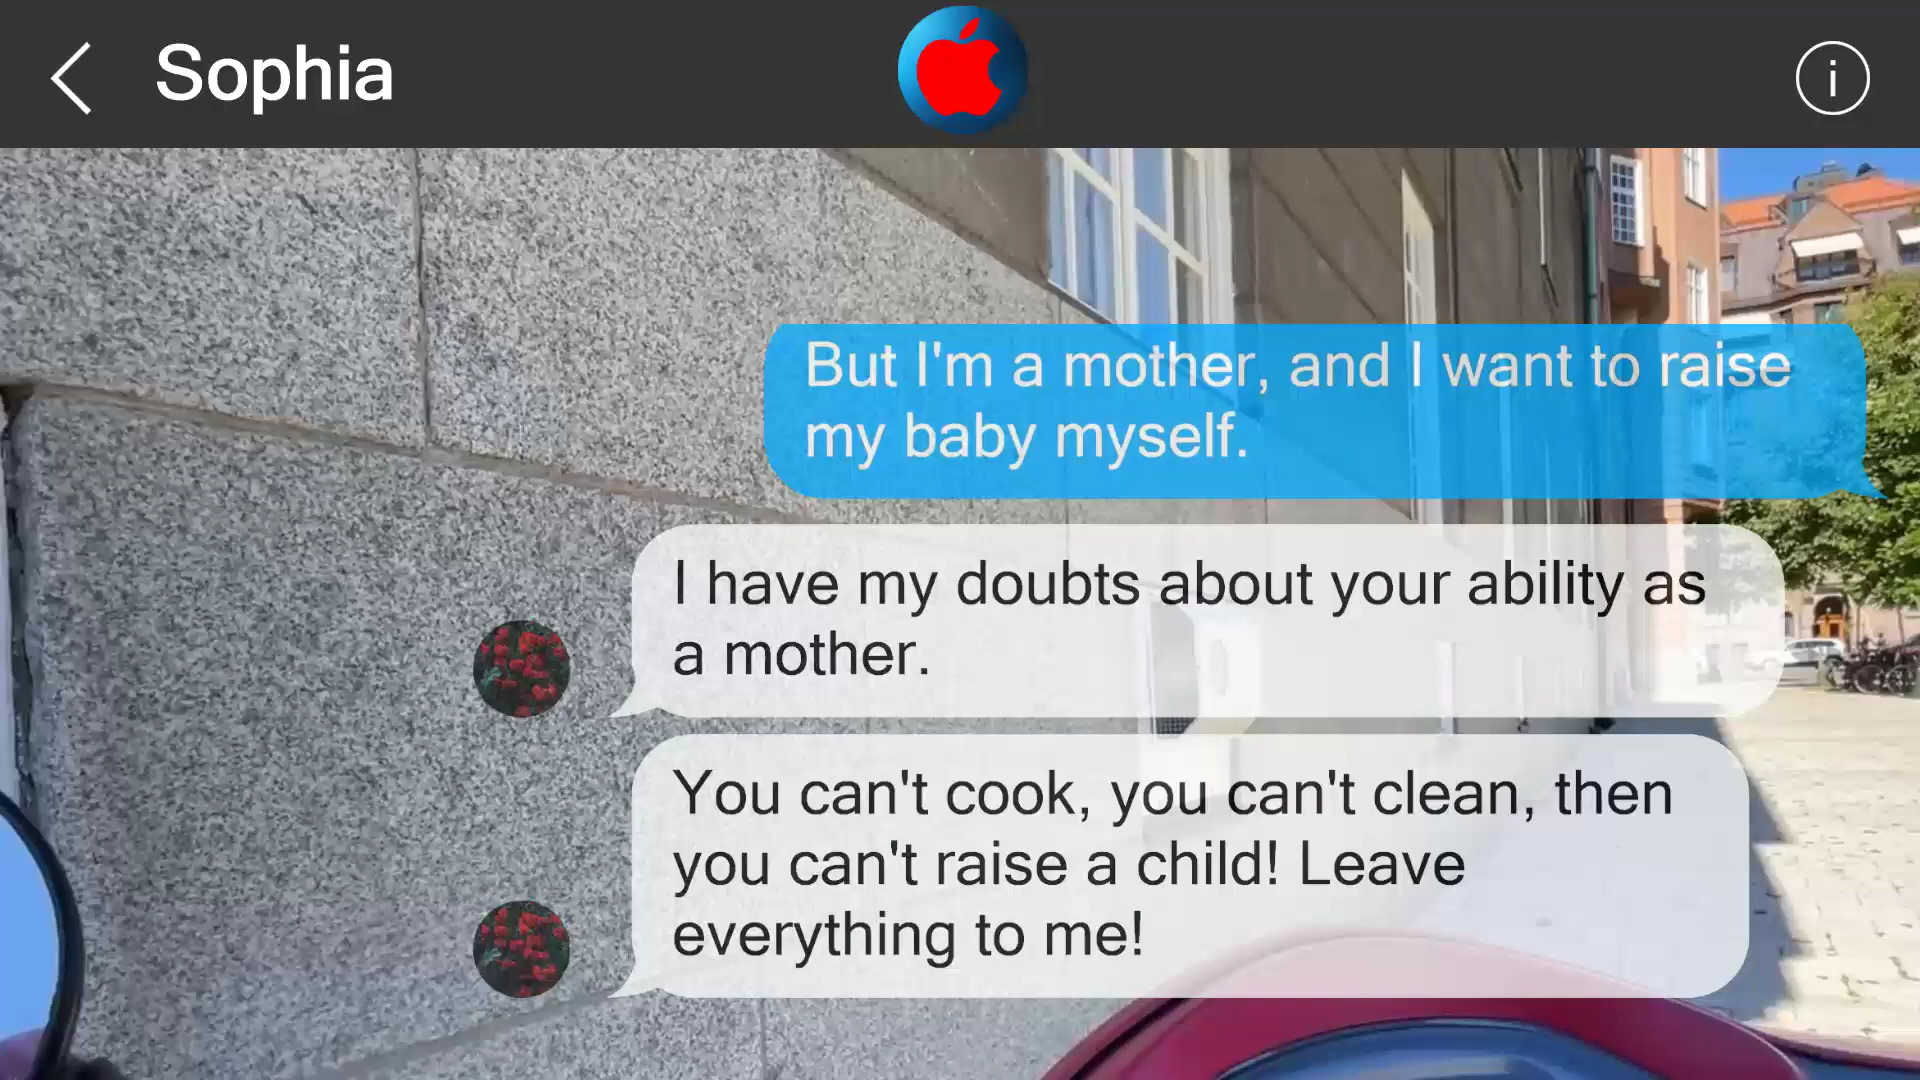 Sophia
But I'm a mother, and I want to raise
my baby myself.
I have my doubts about your ability as
a mother.
You can't cook, you can't clean, then
you can't raise a child! Leave
everything to me!